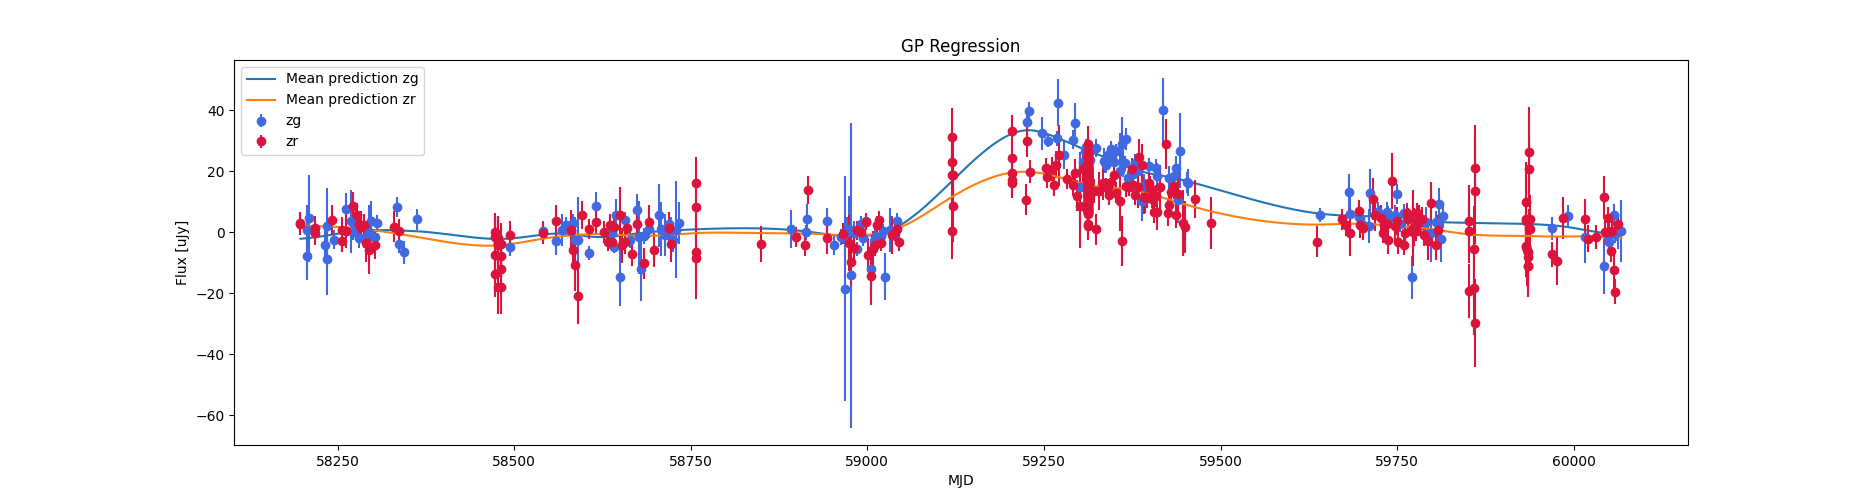 GP Regression
Mean prediction zg
Mean prediction zr
zg
zr
Flux [uJy]
40
20
0
−20
−40
−60
58250
58500
58750
59000
59250
59500
59750
60000
MJD